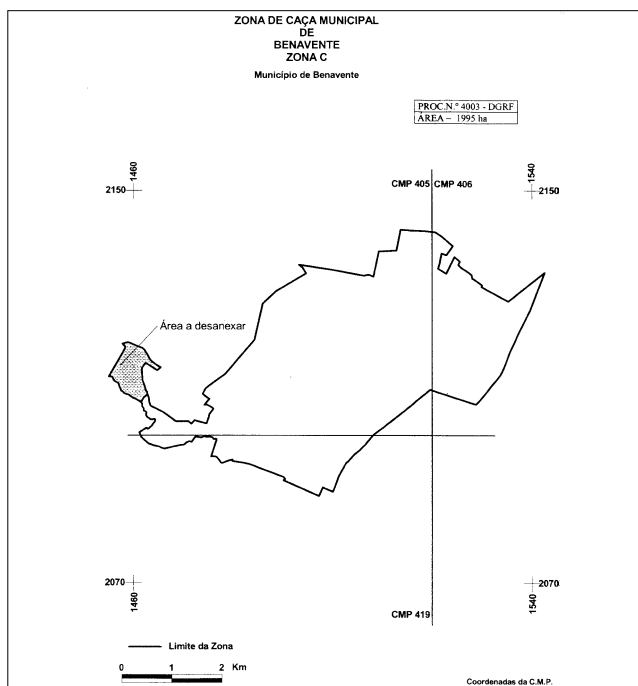 ZONA DE CAÇA MUNICIPAL
DE
BENAVENTE
ZONA C
Município de Benavente
PROC.N.º 4003 - DGRF
ÁREA – 1995 ha
1460
1540
2150
CMP 405
CMP 406
2150
Área a desanexar
2070
1460
2070
1540
CMP 419
Limite da Zona
0 1 2 Km
Coordenadas da C.M.P.